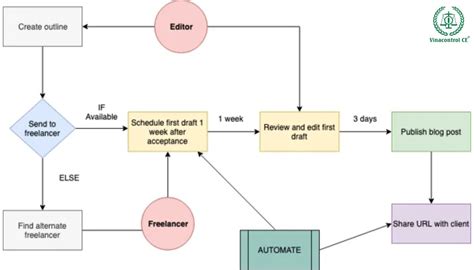 Create outline
Editor
Vinacontrol CE®
Send to
freelancer
IF
Available
Schedule first draft 1
week after
acceptance
1 week
Review and edit first
draft
3 days
Publish blog post
ELSE
Find alternate
freelancer
Freelancer
AUTOMATE
Share URL with client